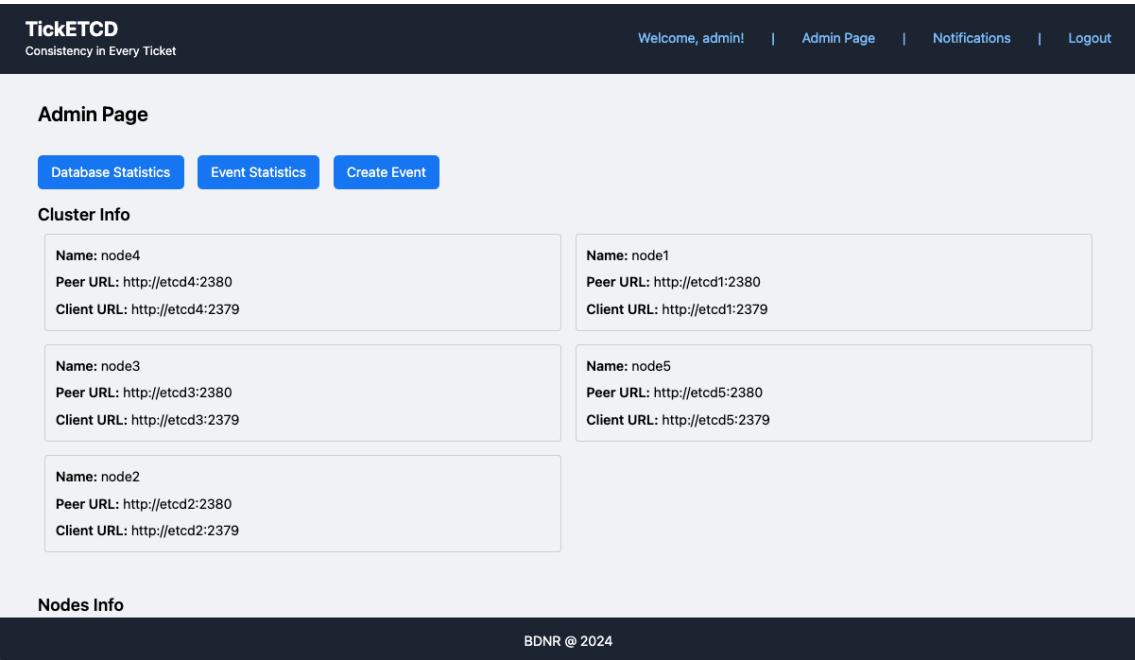 TickETCD
Consistency in Every Ticket
Welcome, admin! | Admin Page | Notifications | Logout
Admin Page
Database Statistics Event Statistics Create Event
Cluster Info
Name: node4
Peer URL: http://etcd4:2380
Client URL: http://etcd4:2379
Name: node1
Peer URL: http://etcd1:2380
Client URL: http://etcd1:2379
Name: node3
Peer URL: http://etcd3:2380
Client URL: http://etcd3:2379
Name: node5
Peer URL: http://etcd5:2380
Client URL: http://etcd5:2379
Name: node2
Peer URL: http://etcd2:2380
Client URL: http://etcd2:2379
Nodes Info
BDNR @ 2024